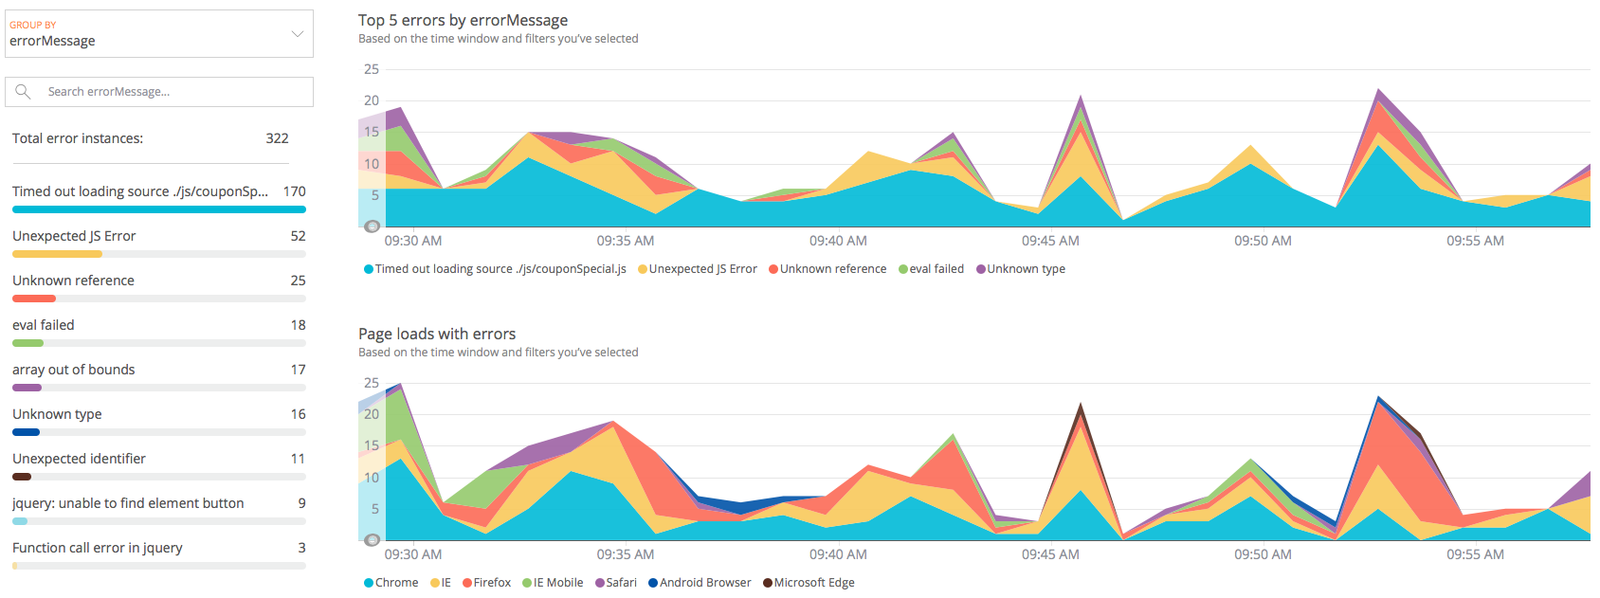 GROUP BY
errorMessage
Search errorMessage...
Total error instances: 322
Timed out loading source ./js/couponSp... 170
Unexpected JS Error 52
Unknown reference 25
eval failed 18
array out of bounds 17
Unknown type 16
Unexpected identifier 11
jquery: unable to find element button 9
Function call error in jquery 3
Top 5 errors by errorMessage
Based on the time window and filters you've selected
25
20
15
10
5
09:30 AM 09:35 AM 09:40 AM 09:45 AM 09:50 AM 09:55 AM
Timed out loading source ./js/couponSpecial.js Unexpected JS Error Unknown reference eval failed Unknown type
Page loads with errors
Based on the time window and filters you've selected
25
20
15
10
5
09:30 AM 09:35 AM 09:40 AM 09:45 AM 09:50 AM 09:55 AM
Chrome IE Firefox IE Mobile Safari Android Browser Microsoft Edge